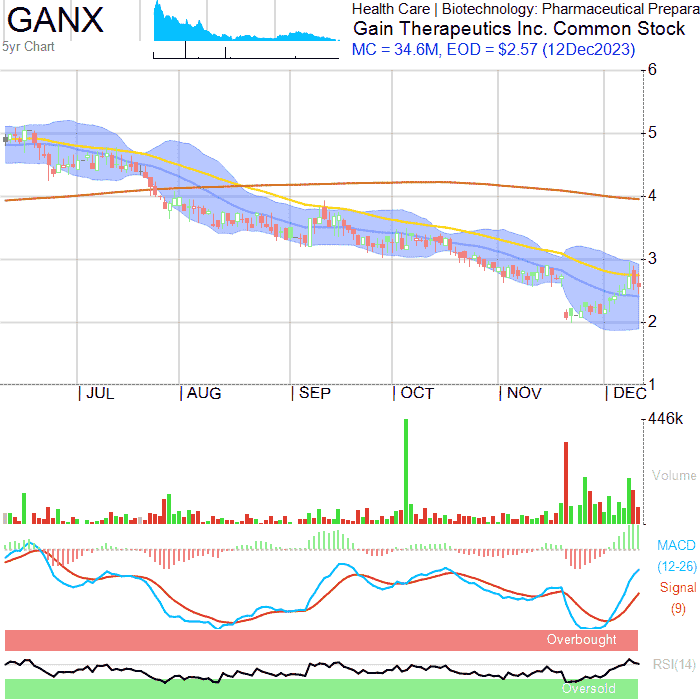 GANX
5yr Chart
Health Care | Biotechnology: Pharmaceutical Prepara
Gain Therapeutics Inc. Common Stock
MC = 34.6M, EOD = $2.57 (12Dec2023)
6
5
4
3
2
1
JUL AUG SEP OCT NOV DEC
446k
Volume
MACD
(12-26)
Signal
(9)
Overbought
RSI(14)
Oversold